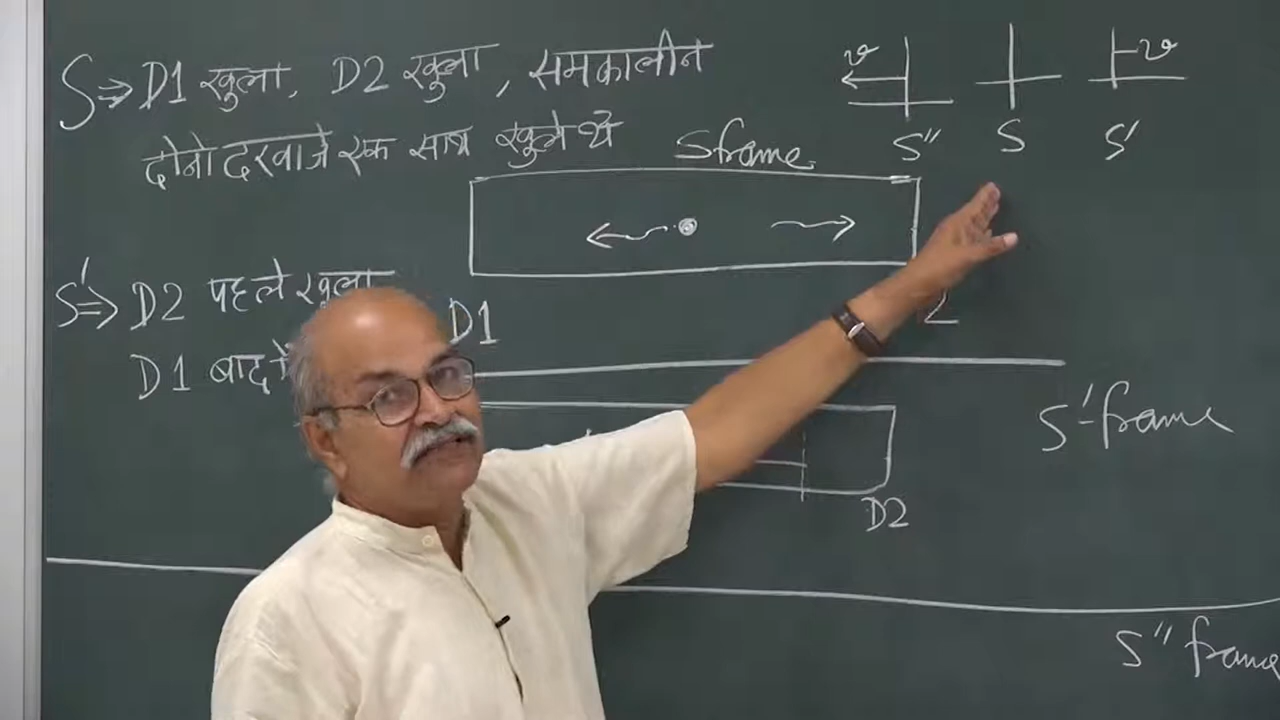 S⇒ D1 खुला, D2 खुला, समकालीन
दोनो दरवाजे एक साथ खुले थे
v
v
S"
S
S'
S frame
S'⇒ D2 पहले खुला
D1
2
D1 बाद
S'-frame
D2
S" frame